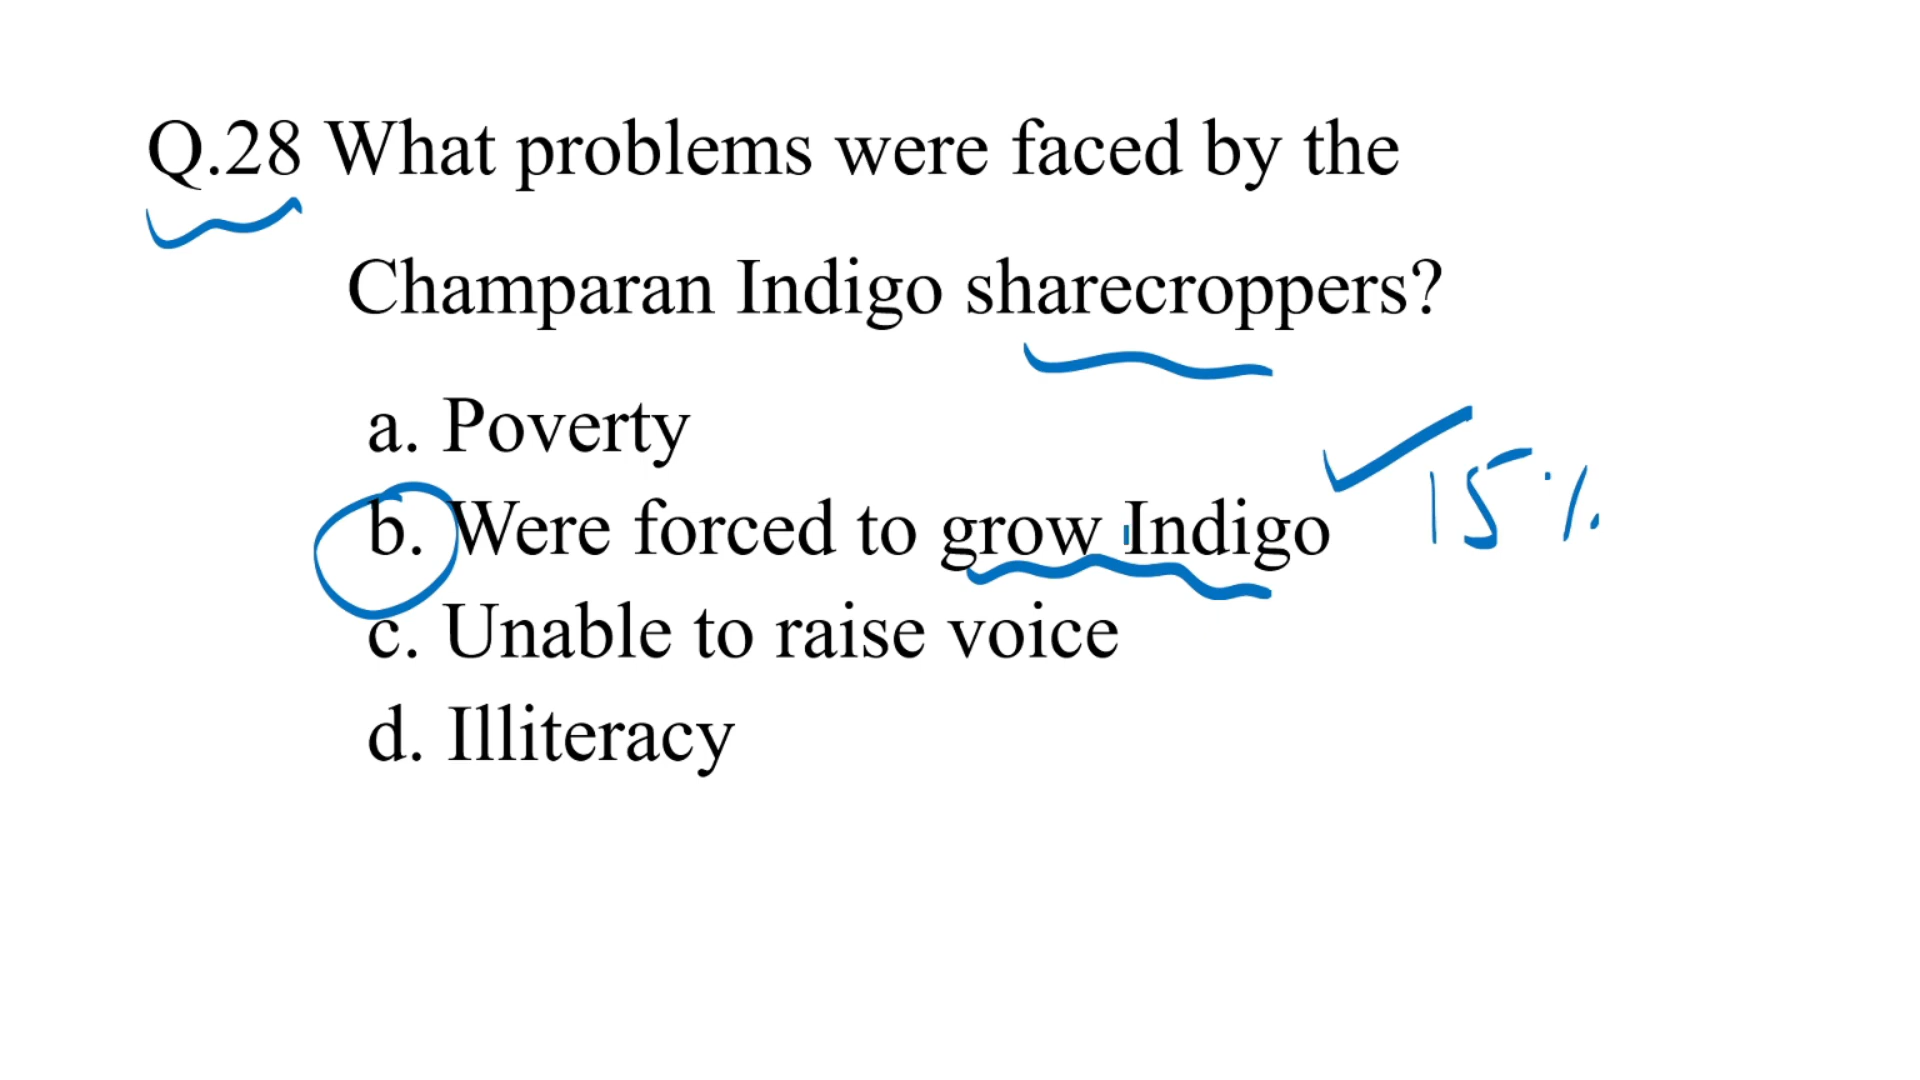 Q.28 What problems were faced by the
Champaran Indigo sharecroppers?
a. Poverty
b. Were forced to grow Indigo
15%
c. Unable to raise voice
d. Illiteracy